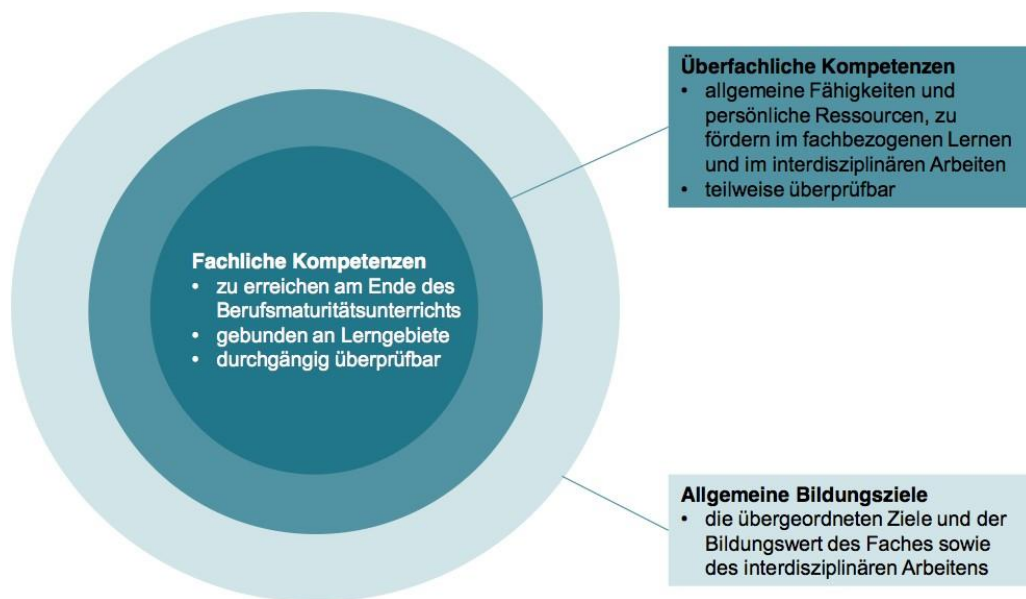 Überfachliche Kompetenzen
• allgemeine Fähigkeiten und
persönliche Ressourcen, zu
fördern im fachbezogenen Lernen
und im interdisziplinären Arbeiten
• teilweise überprüfbar
Fachliche Kompetenzen
• zu erreichen am Ende des
Berufsmaturitätsunterrichts
• gebunden an Lerngebiete
• durchgängig überprüfbar
Allgemeine Bildungsziele
• die übergeordneten Ziele und der
Bildungswert des Faches sowie
des interdisziplinären Arbeitens